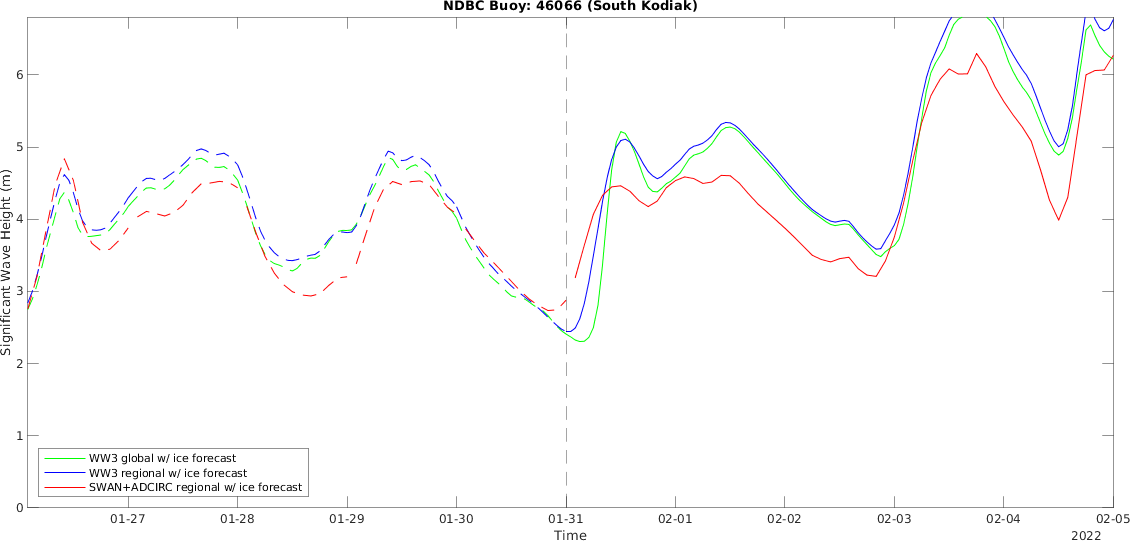 NDBC Buoy: 46066 (South Kodiak)
Significant Wave Height (m)
6
5
4
3
2
1
0
WW3 global w/ ice forecast
WW3 regional w/ ice forecast
SWAN+ADCIRC regional w/ ice forecast
01-27 01-28 01-29 01-30 01-31 02-01 02-02 02-03 02-04 02-05
Time
2022